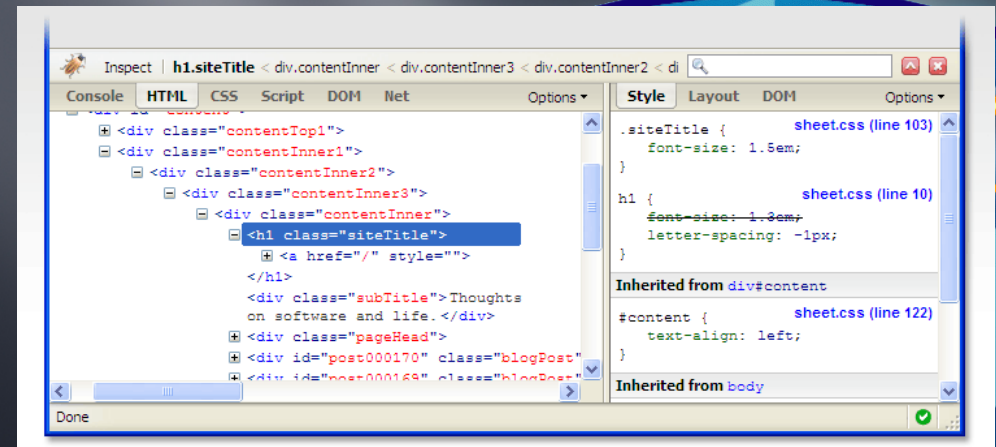 Inspect | h1.siteTitle < div.contentInner < div.contentInner3 < div.contentInner2 < di
Console HTML CSS Script DOM Net Options
Style Layout DOM Options
<div class="contentTop1">
<div class="contentInner1">
<div class="contentInner2">
<div class="contentInner3">
<div class="contentInner">
<h1 class="siteTitle">
<a href="/" style="">
</h1>
<div class="subTitle">Thoughts
on software and life.</div>
<div class="pageHead">
<div id="post000170" class="blogPost"
<div id="post000169" class="blogPost"
.siteTitle { sheet.css (line 103)
font-size: 1.5em;
}
h1 { sheet.css (line 10)
font-size: 1.3em;
letter-spacing: -1px;
}
Inherited from div#content
#content { sheet.css (line 122)
text-align: left;
}
Inherited from body
Done